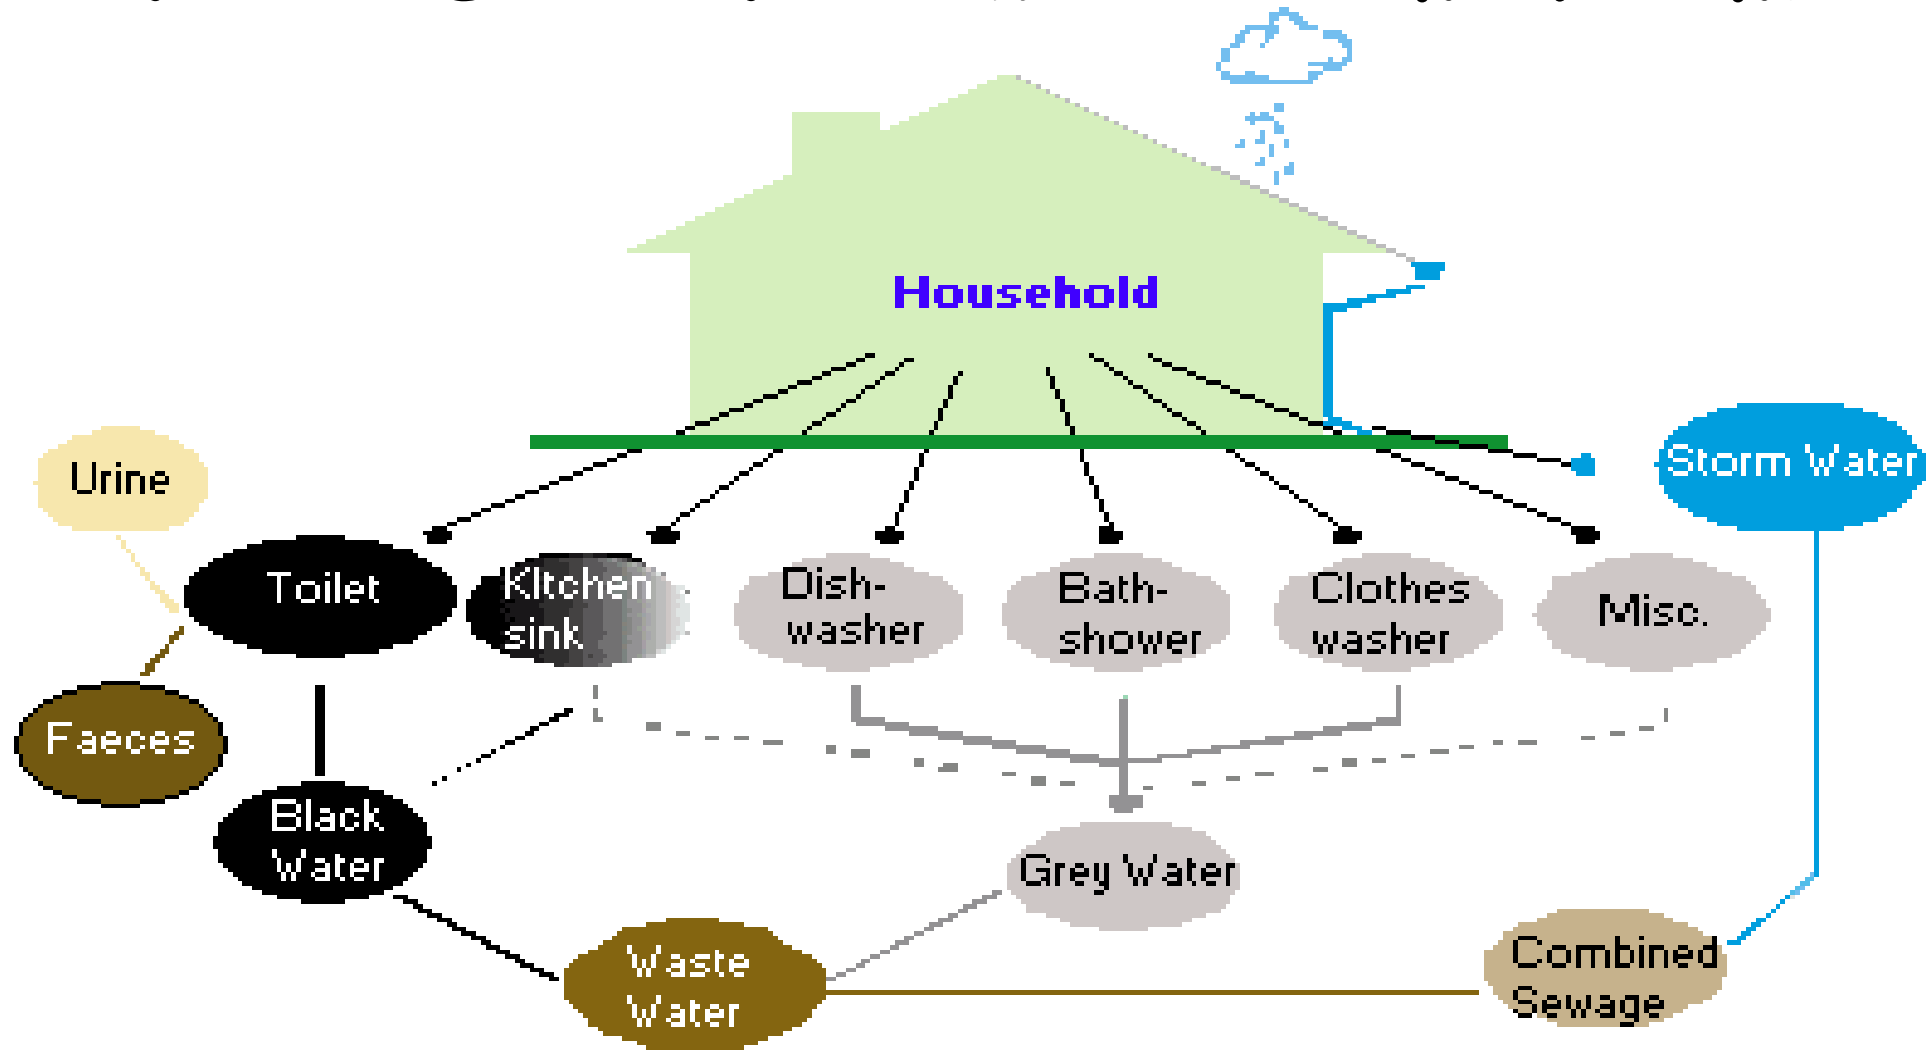 Household
Urine
Storm Water
Toilet
KItchen
sink
Dish-
washer
Bath-
shower
Clothes
washer
Misc.
Faeces
Black
Water
Grey Water
Waste
Water
Combined
Sewage